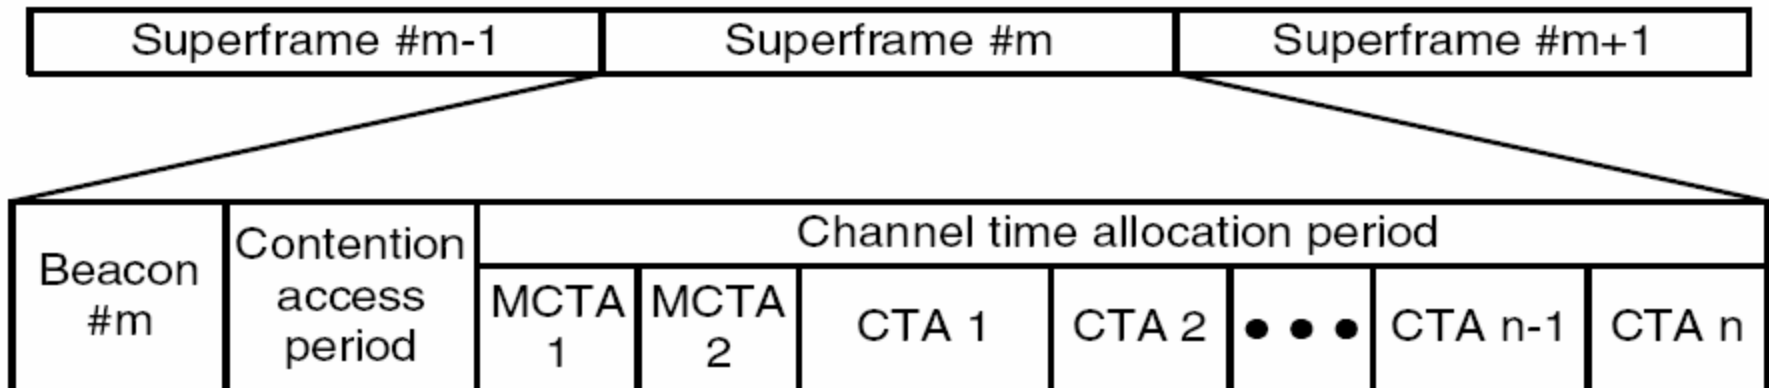 Superframe #m-1 Superframe #m Superframe #m+1
Channel time allocation period
Beacon
#m
Contention
access
period
MCTA
1
MCTA
2
CTA 1
CTA 2
• • •
CTA n-1
CTA n